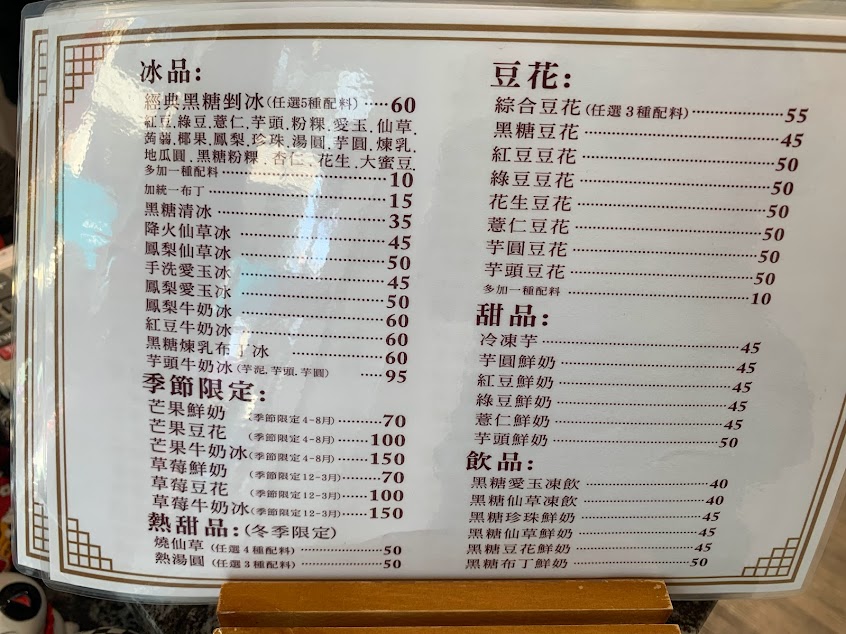 冰品:
經典黑糖剉冰(任選5種配料)·····60
紅豆.綠豆.薏仁.芋頭.粉粿.愛玉.仙草.
蒟蒻.椰果.鳳梨.珍珠.湯圓.芋圓.煉乳.
地瓜圓.黑糖粉粿.杏仁.花生.大蜜豆
多加一種配料 10
加統一布丁 15
黑糖清冰 35
降火仙草冰 45
鳳梨仙草冰 50
手洗愛玉冰 45
鳳梨愛玉冰 50
鳳梨牛奶冰 60
紅豆牛奶冰 60
黑糖煉乳布丁冰 60
芋頭牛奶冰(芋泥.芋頭.芋圓) ·····95
季節限定:
芒果鮮奶 (季節限定4-8月) 70
芒果豆花 (季節限定4-8月) 100
芒果牛奶冰(季節限定4-8月) 150
草莓鮮奶 (季節限定12-3月) 70
草莓豆花 (季節限定12-3月) 100
草莓牛奶冰(季節限定12-3月) 150
熱甜品:(冬季限定)
燒仙草 (任選4種配料) 50
熱湯圓 (任選3種配料) 50
豆花:
綜合豆花(任選3種配料) 55
黑糖豆花 45
紅豆豆花 50
綠豆豆花 50
花生豆花 50
薏仁豆花 50
芋圓豆花 50
芋頭豆花 50
多加一種配料 10
甜品:
冷凍芋 45
芋圓鮮奶 45
紅豆鮮奶 45
綠豆鮮奶 45
薏仁鮮奶 45
芋頭鮮奶 50
飲品:
黑糖愛玉凍飲 40
黑糖仙草凍飲 40
黑糖珍珠鮮奶 45
黑糖仙草鮮奶 45
黑糖豆花鮮奶 45
黑糖布丁鮮奶 50